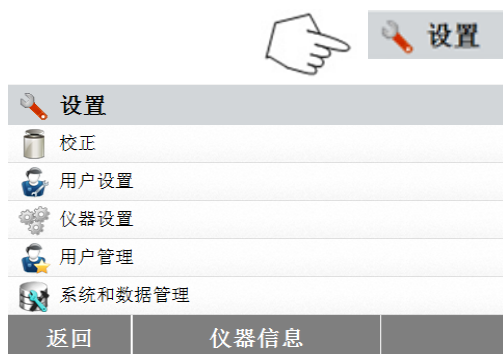 设置
设置
校正
用户设置
仪器设置
用户管理
系统和数据管理
返回 仪器信息